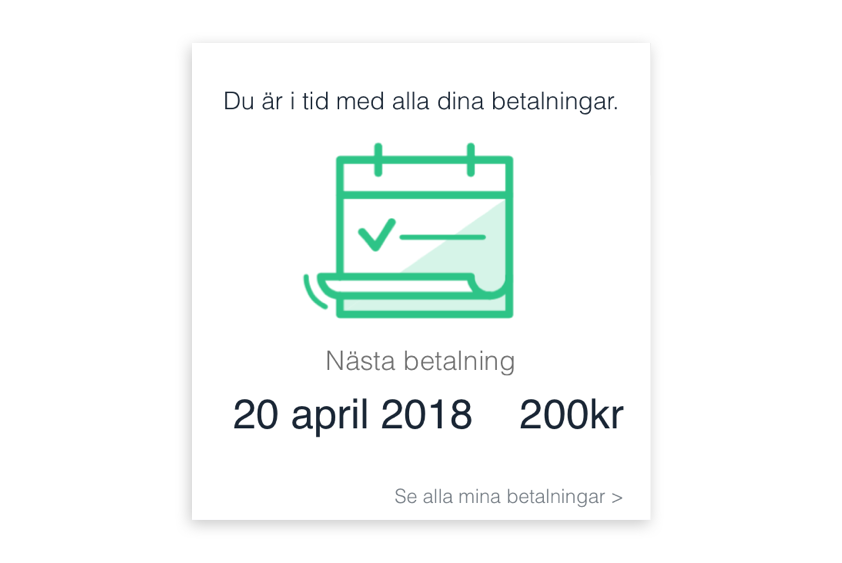 Du är i tid med alla dina betalningar.
Nästa betalning
20 april 2018 200kr
Se alla mina betalningar >